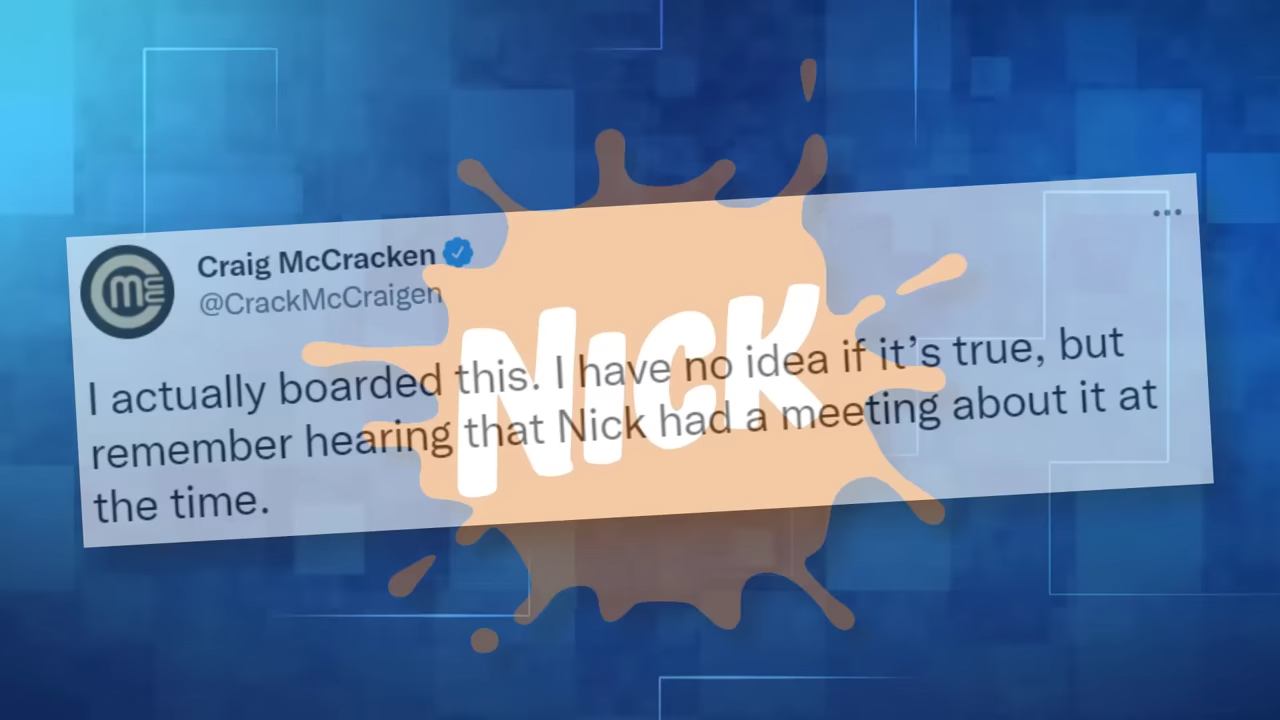 Craig McCracken
@CrackMcCraigen
I actually boarded this. I have no idea if it’s true, but
remember hearing that Nick had a meeting about it at
the time.
NICK